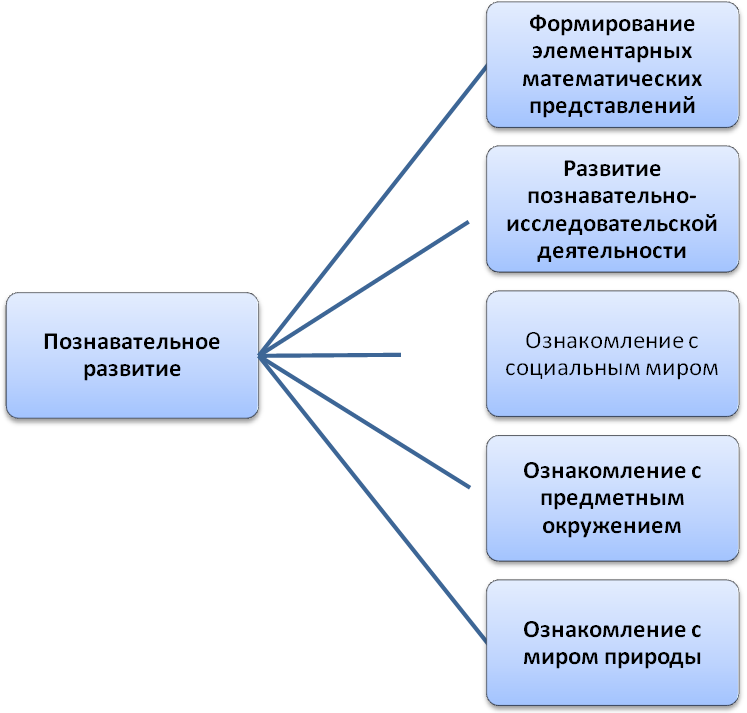 Формирование
элементарных
математических
представлений
Развитие
познавательно-
исследовательской
деятельности
Познавательное
развитие
Ознакомление с
социальным миром
Ознакомление с
предметным
окружением
Ознакомление с
миром природы